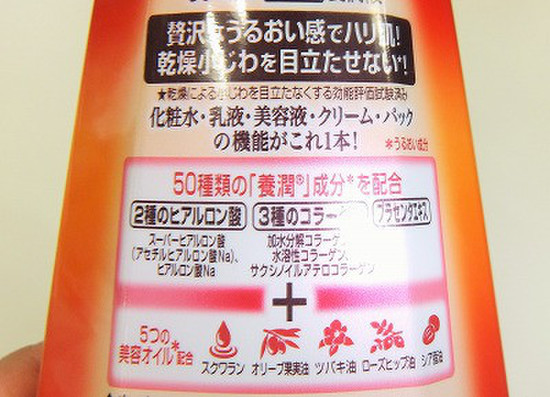 贅沢なうるおい感でハリ肌!
乾燥小じわを目立たせない*!
★乾燥による小じわを目立たなくする効能評価試験済み
化粧水・乳液・美容液・クリーム・パック
の機能がこれ1本!
*うるおい成分
50種類の「養潤®」成分*を配合
2種のヒアルロン酸
3種のコラーゲン
プラセンタエキス
スーパーヒアルロン酸
(アセチルヒアルロン酸Na)、
ヒアルロン酸Na
加水分解コラーゲン、
水溶性コラーゲン、
サクシノイルアテロコラーゲン
+
5つの
美容オイル*配合
スクワラン
オリーブ果実油
ツバキ油
ローズヒップ油
シア脂油